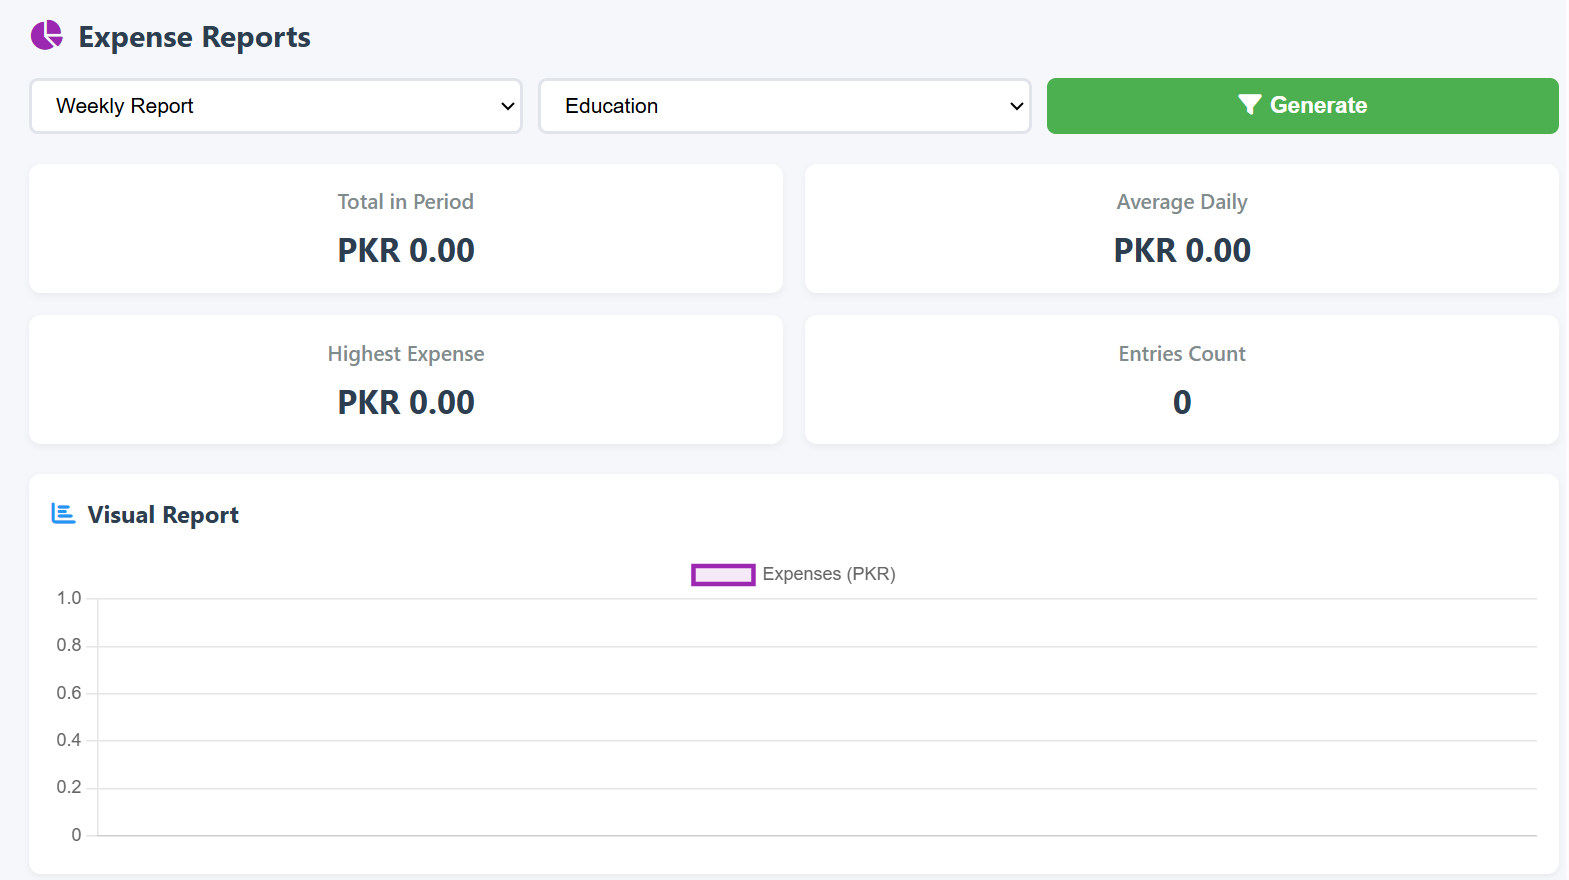 Expense Reports
Weekly Report
Education
Generate
Total in Period
PKR 0.00
Average Daily
PKR 0.00
Highest Expense
PKR 0.00
Entries Count
0
Visual Report
Expenses (PKR)
1.0
0.8
0.6
0.4
0.2
0